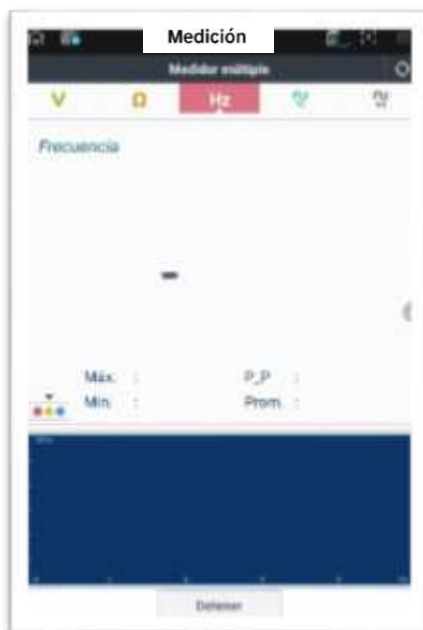 Medición
Medidor múltiple
V Ω Hz
Frecuencia
-
Máx. : P_P :
Mín. : Prom. :
Detener